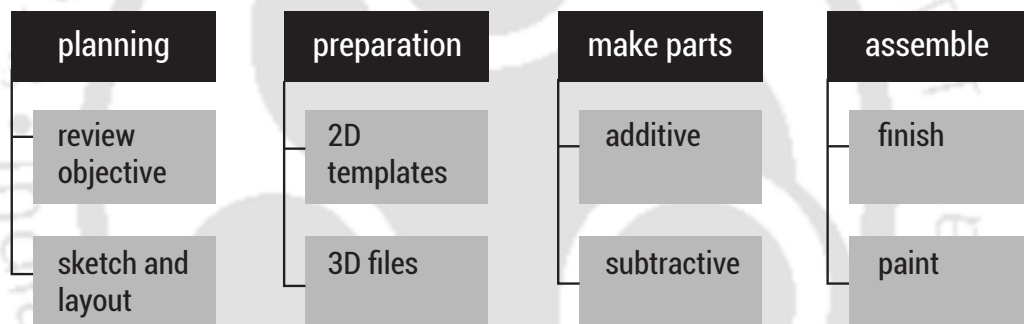 planning
review
objective
sketch and
layout
preparation
2D
templates
3D files
make parts
additive
subtractive
assemble
finish
paint